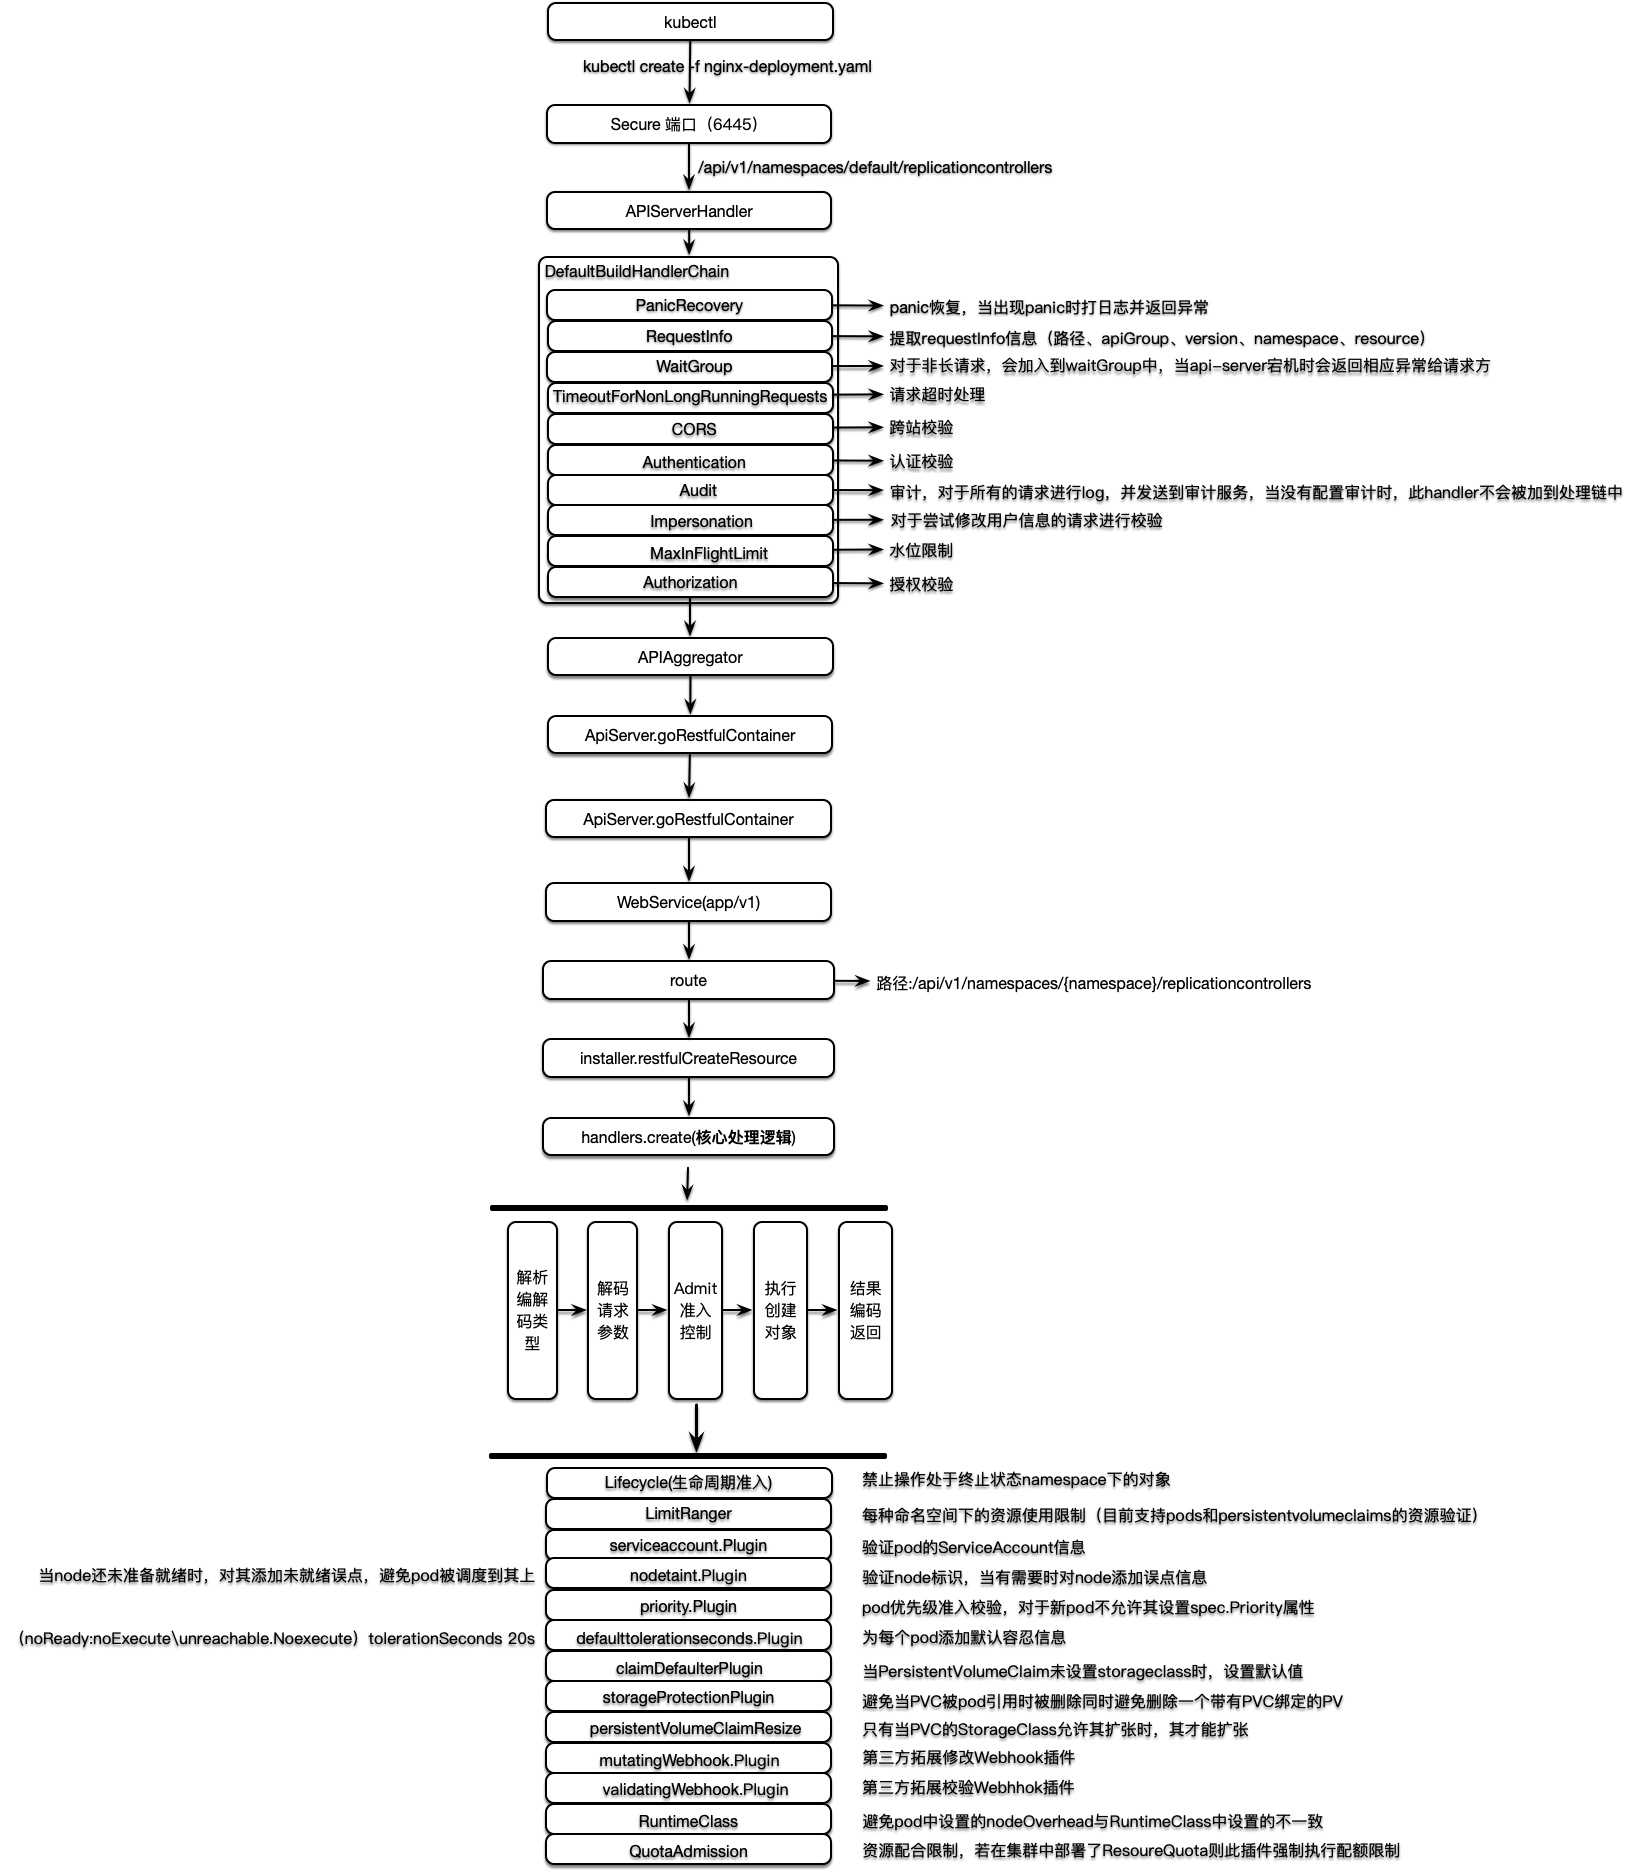 kubectl
kubectl create -f nginx-deployment.yaml
Secure 端口（6445）
/api/v1/namespaces/default/replicationcontrollers
APIServerHandler
DefaultBuildHandlerChain
PanicRecovery
panic恢复，当出现panic时打日志并返回异常
RequestInfo
提取requestInfo信息（路径、apiGroup、version、namespace、resource）
WaitGroup
对于非长请求，会加入到waitGroup中，当api-server宕机时会返回相应异常给请求方
TimeoutForNonLongRunningRequests
请求超时处理
CORS
跨站校验
Authentication
认证校验
Audit
审计，对于所有的请求进行log，并发送到审计服务，当没有配置审计时，此handler不会被加到处理链中
Impersonation
对于尝试修改用户信息的请求进行校验
MaxInFlightLimit
水位限制
Authorization
授权校验
APIAggregator
ApiServer.goRestfulContainer
ApiServer.goRestfulContainer
WebService(app/v1)
route
路径:/api/v1/namespaces/{namespace}/replicationcontrollers
installer.restfulCreateResource
handlers.create(核心处理逻辑)
解析
编解
码类
型
解码
请求
参数
Admit
准入
控制
执行
创建
对象
结果
编码
返回
Lifecycle(生命周期准入)
禁止操作处于终止状态namespace下的对象
LimitRanger
每种命名空间下的资源使用限制（目前支持pods和persistentvolumeclaims的资源验证）
serviceaccount.Plugin
验证pod的ServiceAccount信息
当node还未准备就绪时，对其添加未就绪误点，避免pod被调度到其上
nodetaint.Plugin
验证node标识，当有需要时对node添加误点信息
priority.Plugin
pod优先级准入校验，对于新pod不允许其设置spec.Priority属性
（noReady:noExecute\unreachable.Noexecute）tolerationSeconds 20s
defaulttolerationseconds.Plugin
为每个pod添加默认容忍信息
claimDefaulterPlugin
当PersistentVolumeClaim未设置storageclass时，设置默认值
storageProtectionPlugin
避免当PVC被pod引用时被删除同时避免删除一个带有PVC绑定的PV
persistentVolumeClaimResize
只有当PVC的StorageClass允许其扩张时，其才能扩张
mutatingWebhook.Plugin
第三方拓展修改Webhook插件
validatingWebhook.Plugin
第三方拓展校验Webhhok插件
RuntimeClass
避免pod中设置的nodeOverhead与RuntimeClass中设置的不一致
QuotaAdmission
资源配合限制，若在集群中部署了ResoureQuota则此插件强制执行配额限制